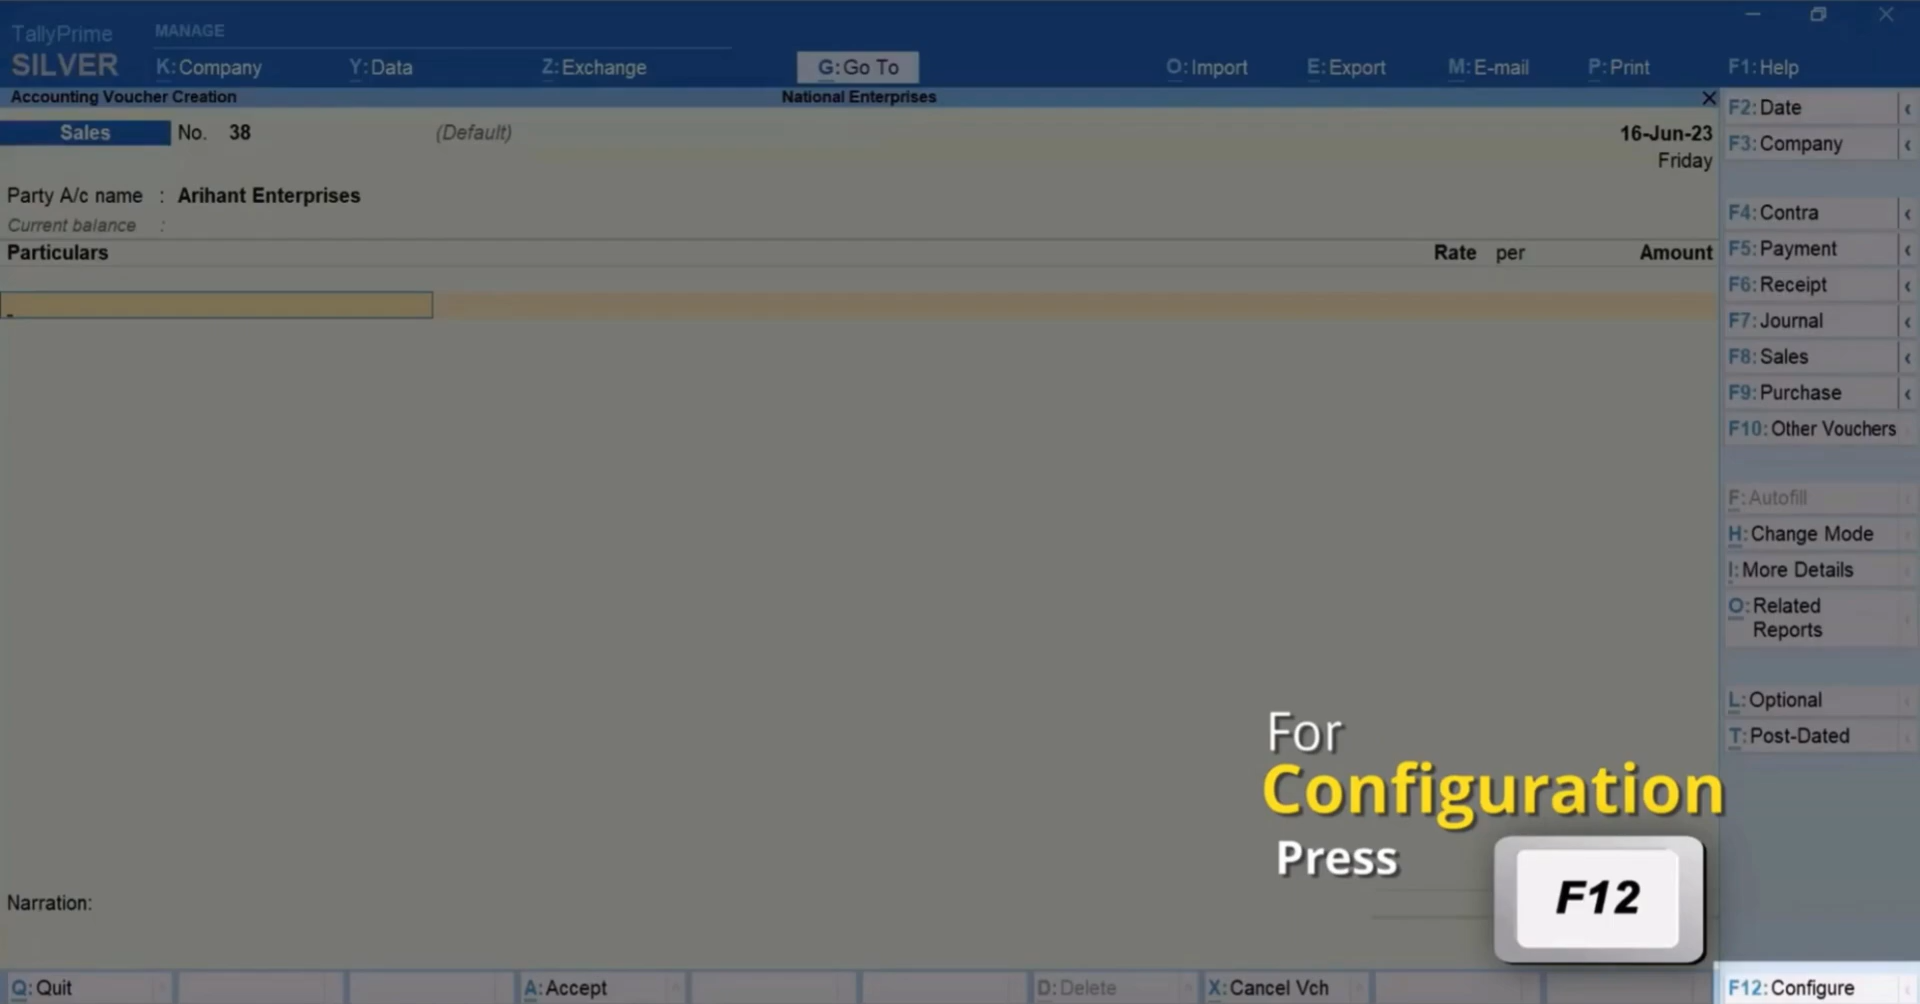 TallyPrime
MANAGE
SILVER
K:Company
Y:Data
Z:Exchange
G:Go To
O:Import
E:Export
M:E-mail
P:Print
F1:Help
Accounting Voucher Creation
National Enterprises
Sales
No. 38
(Default)
16-Jun-23
Friday
Party A/c name : Arihant Enterprises
Current balance :
Particulars
Rate per
Amount
F2:Date
F3:Company
F4:Contra
F5:Payment
F6:Receipt
F7:Journal
F8:Sales
F9:Purchase
F10:Other Vouchers
F:Autofill
H:Change Mode
I:More Details
O:Related
Reports
L:Optional
T:Post-Dated
For
Configuration
Press
F12
Narration:
Q:Quit
A:Accept
D:Delete
X:Cancel Vch
F12:Configure